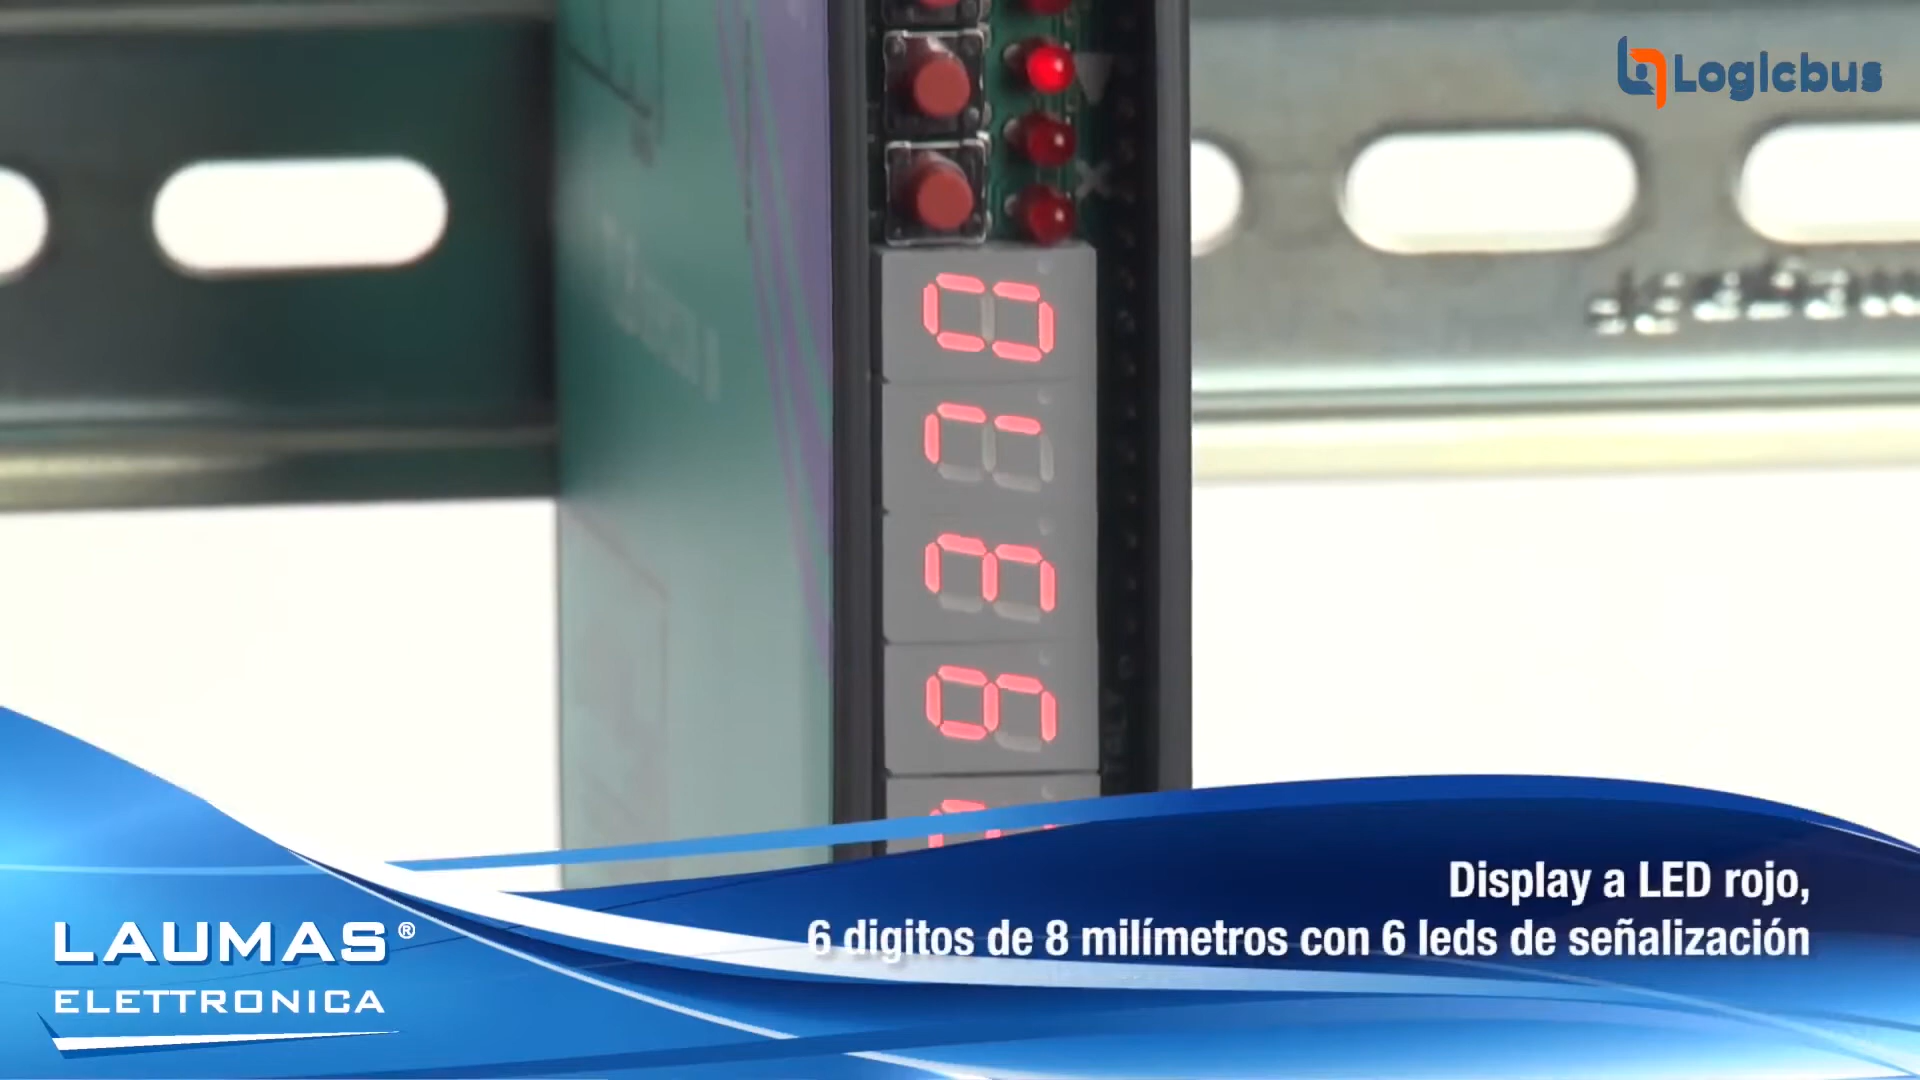 Logicbus
Display a LED rojo,
6 digitos de 8 milímetros con 6 leds de señalización
LAUMAS®
ELETTRONICA